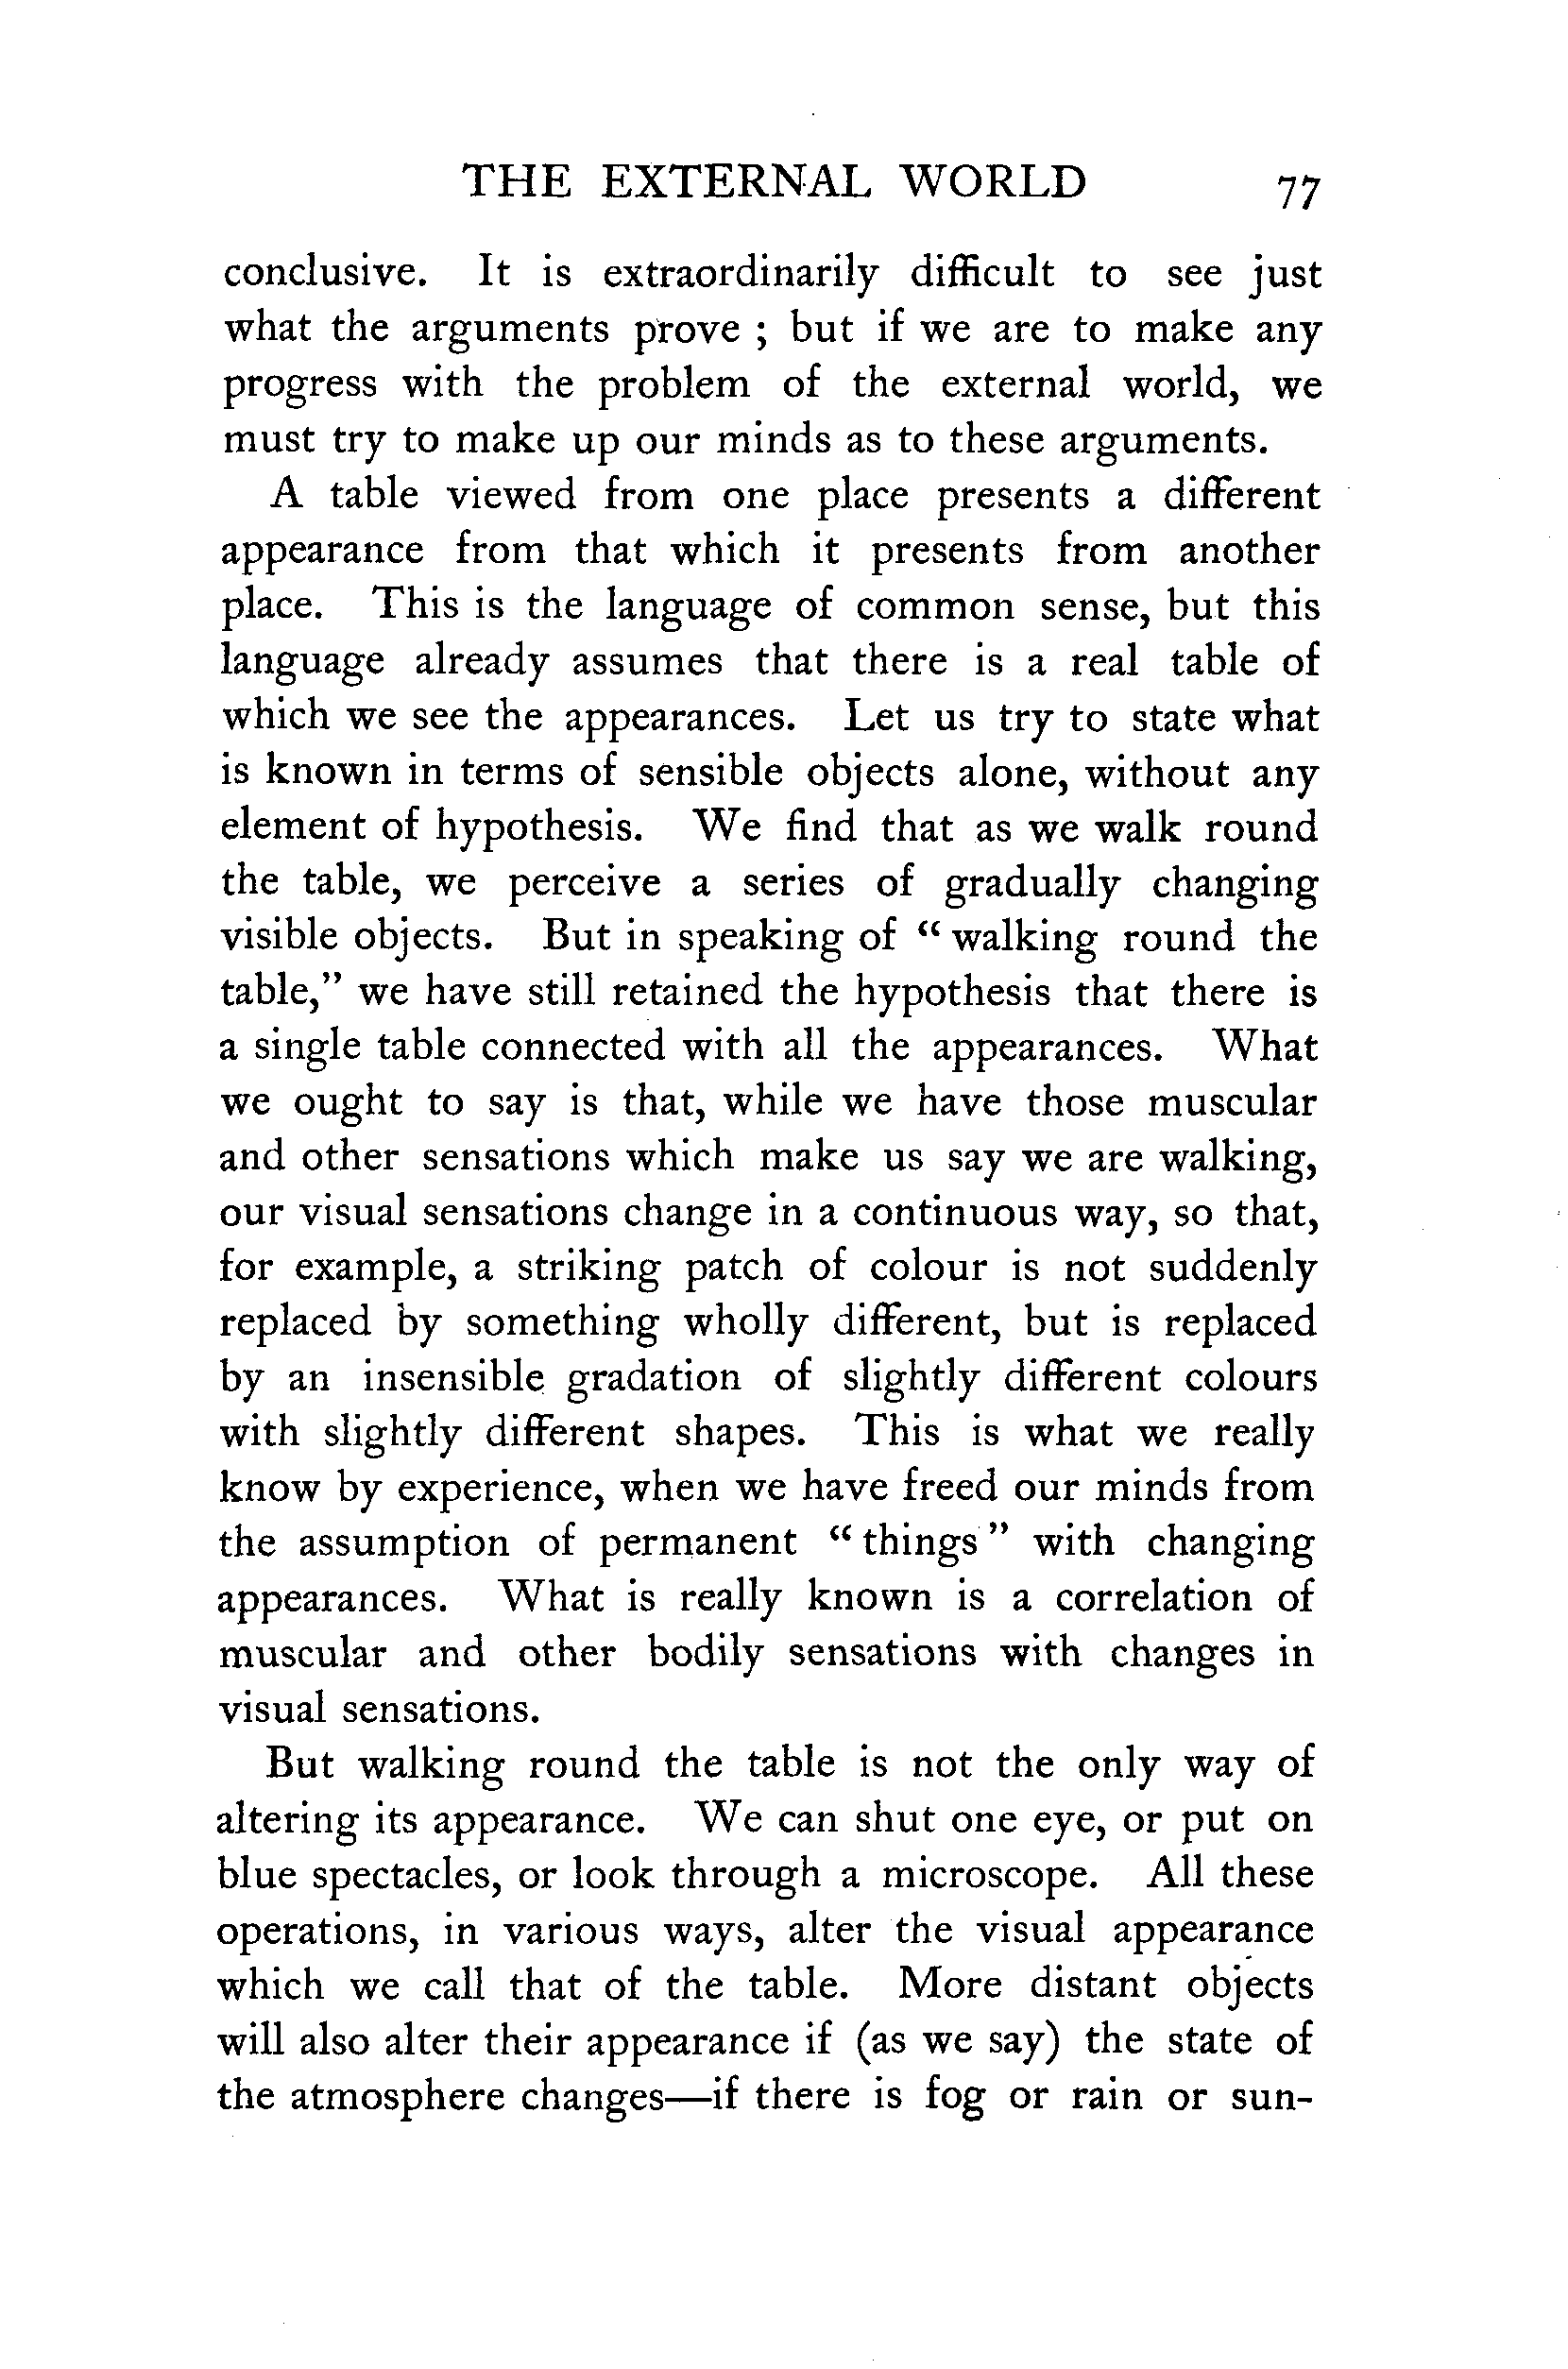 THE EXTERNAL WORLD 77
conclusive. It is extraordinarily difficult to see just
what the arguments prove ; but if we are to make any
progress with the problem of the external world, we
must try to make up our minds as to these arguments.
A table viewed from one place presents a different
appearance from that which it presents from another
place. This is the language of common sense, but this
language already assumes that there is a real table of
which we see the appearances. Let us try to state what
is known in terms of sensible objects alone, without any
element of hypothesis. We find that as we walk round
the table, we perceive a series of gradually changing
visible objects. But in speaking of “ walking round the
table,” we have still retained the hypothesis that there is
a single table connected with all the appearances. What
we ought to say is that, while we have those muscular
and other sensations which make us say we are walking,
our visual sensations change in a continuous way, so that,
for example, a striking patch of colour is not suddenly
replaced by something wholly different, but is replaced
by an insensible gradation of slightly different colours
with slightly different shapes. This is what we really
know by experience, when we have freed our minds from
the assumption of permanent “ things ” with changing
appearances. What is really known is a correlation of
muscular and other bodily sensations with changes in
visual sensations.
But walking round the table is not the only way of
altering its appearance. We can shut one eye, or put on
blue spectacles, or look through a microscope. All these
operations, in various ways, alter the visual appearance
which we call that of the table. More distant objects
will also alter their appearance if (as we say) the state of
the atmosphere changes—if there is fog or rain or sun-